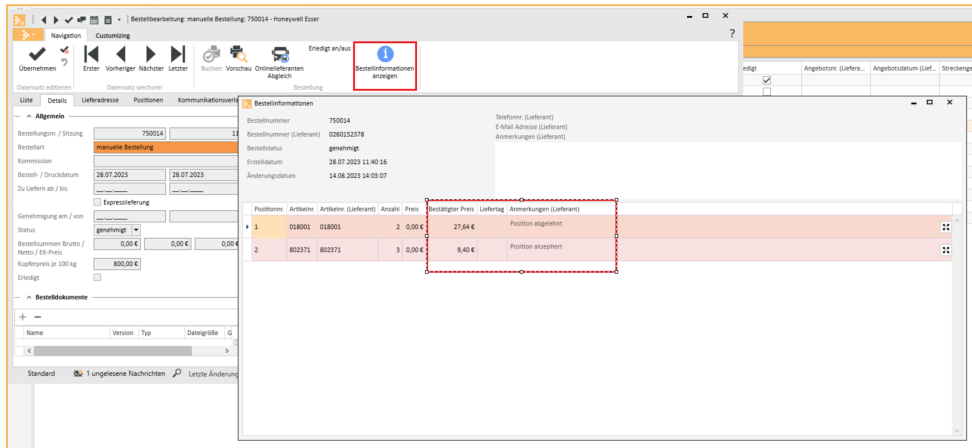 Bestellbearbeitung: manuelle Bestellung: 750014 - Honeywell Esser
Navigation Customizing ?
Übernehmen Erster Vorheriger Nächster Letzter Buchen Vorschau Onlinelieferanten Abgleich Erledigt an/aus Bestellinformationen anzeigen
Datensatz editieren Datensatz wechseln Bestellung
Liste Details Lieferadresse Positionen
Allgemein
Bestellungsnr. / Sitzung 750014
Bestellart manuelle Bestellung
Kommission
Bestell- / Druckdatum 28.07.2023 28.07.2023
Zu Liefern ab / bis
Expresslieferung
Genehmigung am / von
Status genehmigt
Bestellsummen Brutto / Netto / EK-Preis 0,00 € 0,00 € 0,00 €
Kupferpreis je 100 kg 800,00 €
Erledigt
Bestelldokumente
Name Version Typ Dateigröße G
Standard 1 ungelesene Nachrichten Letzte Änderung
Angebotsnr. (Liefera... Angebotsdatum (Lief... Streckenge
Bestellinformationen
Bestellnummer 750014
Bestellnummer (Lieferant) 0260152378
Bestellstatus genehmigt
Erstelldatum 28.07.2023 11:40:16
Änderungsdatum 14.08.2023 14:03:07
Telefonnr. (Lieferant)
E-Mail Adresse (Lieferant)
Anmerkungen (Lieferant)
Positionnr. Artikelnr. Artikelnr. (Lieferant) Anzahl Preis Bestätigter Preis Liefertag Anmerkungen (Lieferant)
1 018001 018001 2 0,00 € 27,64 € Position abgelehnt
2 802371 802371 3 0,00 € 9,40 € Position akzeptiert